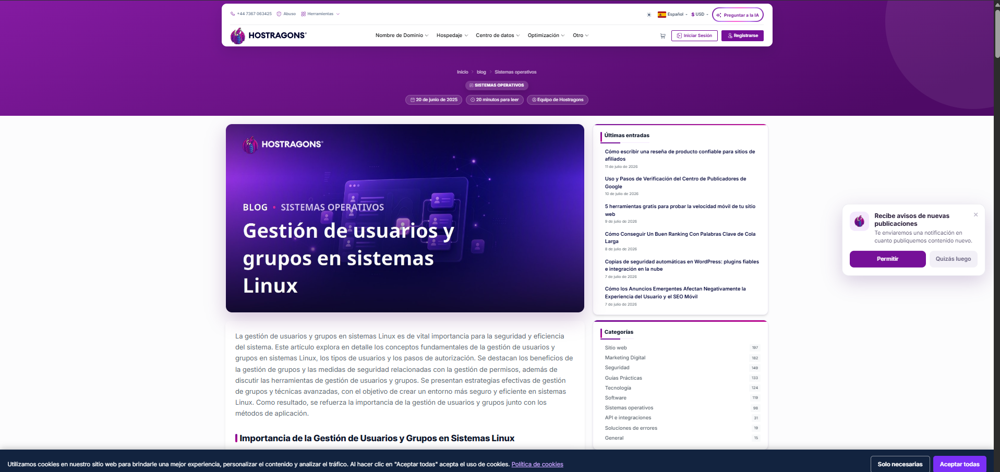 +44 7367 063425 Abuso Herramientas
Español $ USD Preguntar a la IA
HOSTRAGONS®
Nombre de Dominio Hospedaje Centro de datos Optimización Otro
Iniciar Sesión Registrarse
Inicio blog Sistemas operativos
SISTEMAS OPERATIVOS
20 de junio de 2025 20 minutos para leer Equipo de Hostragons
HOSTRAGONS®
BLOG • SISTEMAS OPERATIVOS
Gestión de usuarios y
grupos en sistemas
Linux
La gestión de usuarios y grupos en sistemas Linux es de vital importancia para la seguridad y eficiencia
del sistema. Este artículo explora en detalle los conceptos fundamentales de la gestión de usuarios y
grupos en sistemas Linux, los tipos de usuarios y los pasos de autorización. Se destacan los beneficios de
la gestión de grupos y las medidas de seguridad relacionadas con la gestión de permisos, además de
discutir las herramientas de gestión de usuarios y grupos. Se presentan estrategias efectivas de gestión
de grupos y técnicas avanzadas, con el objetivo de crear un entorno más seguro y eficiente en sistemas
Linux. Como resultado, se refuerza la importancia de la gestión de usuarios y grupos junto con los
métodos de aplicación.
Importancia de la Gestión de Usuarios y Grupos en Sistemas Linux
Últimas entradas
Cómo escribir una reseña de producto confiable para sitios de
afiliados
11 de julio de 2026
Uso y Pasos de Verificación del Centro de Publicadores de
Google
10 de julio de 2026
5 herramientas gratis para probar la velocidad móvil de tu sitio
web
9 de julio de 2026
Cómo Conseguir Un Buen Ranking Con Palabras Clave de Cola
Larga
8 de julio de 2026
Copias de seguridad automáticas en WordPress: plugins fiables
e integración en la nube
7 de julio de 2026
Cómo los Anuncios Emergentes Afectan Negativamente la
Experiencia del Usuario y el SEO Móvil
7 de julio de 2026
Categorías
Sitio web 197
Marketing Digital 182
Seguridad 149
Guías Prácticas 133
Tecnología 124
Software 119
Sistemas operativos 98
API e integraciones 31
Soluciones de errores 19
General 15
Recibe avisos de nuevas
publicaciones
Te enviaremos una notificación en
cuanto publiquemos contenido nuevo.
Permitir Quizás luego
Utilizamos cookies en nuestro sitio web para brindarle una mejor experiencia, personalizar el contenido y analizar el tráfico. Al hacer clic en "Aceptar todas" acepta el uso de cookies. Política de cookies
Solo necesarias Aceptar todas